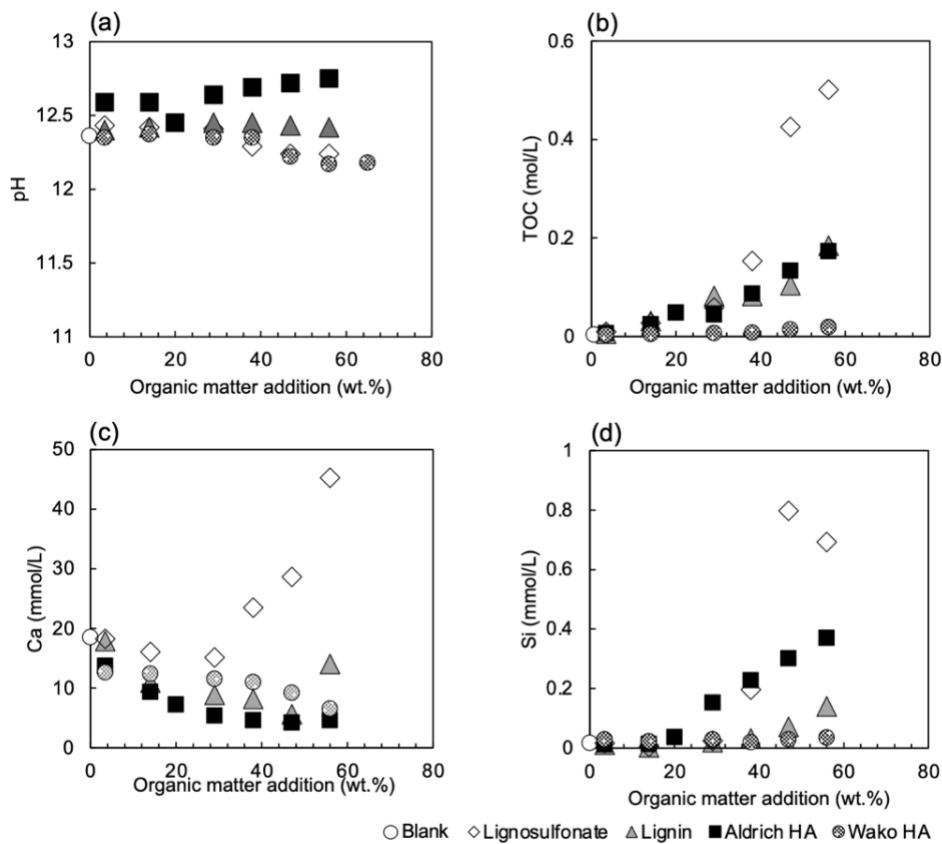 (a)
13
12.5
12
11.5
11
pH
0 20 40 60 80
Organic matter addition (wt.%)
(b)
0.6
0.4
0.2
0
TOC (mol/L)
0 20 40 60 80
Organic matter addition (wt.%)
(c)
50
40
30
20
10
0
Ca (mmol/L)
0 20 40 60 80
Organic matter addition (wt.%)
(d)
1
0.8
0.6
0.4
0.2
0
Si (mmol/L)
0 20 40 60 80
Organic matter addition (wt.%)
Blank Lignosulfonate Lignin Aldrich HA Wako HA